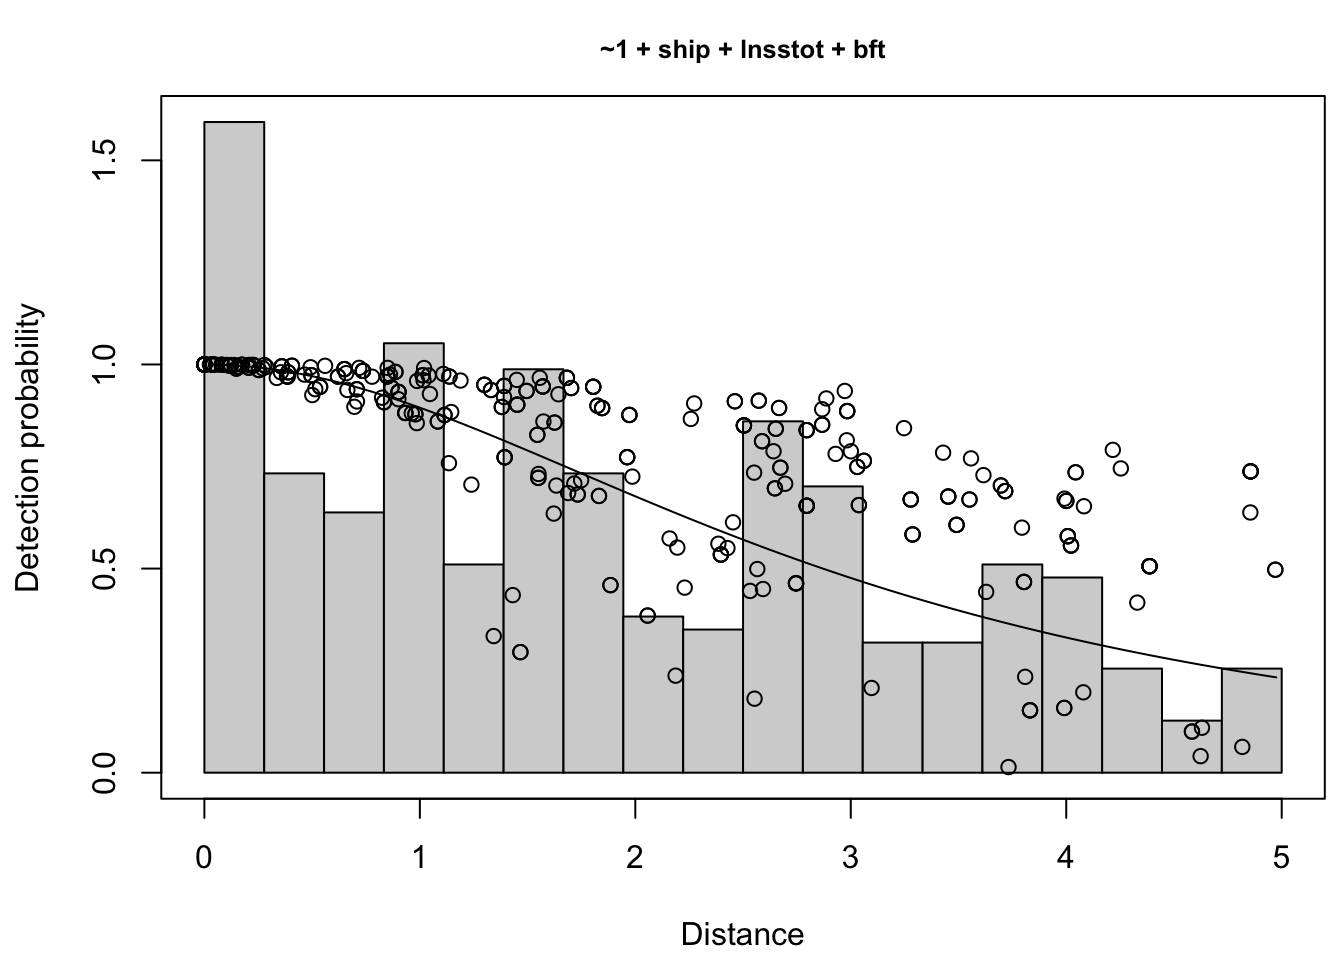 ~1 + ship + lnsstot + bft
Detection probability
1.5
1.0
0.5
0.0
0 1 2 3 4 5
Distance